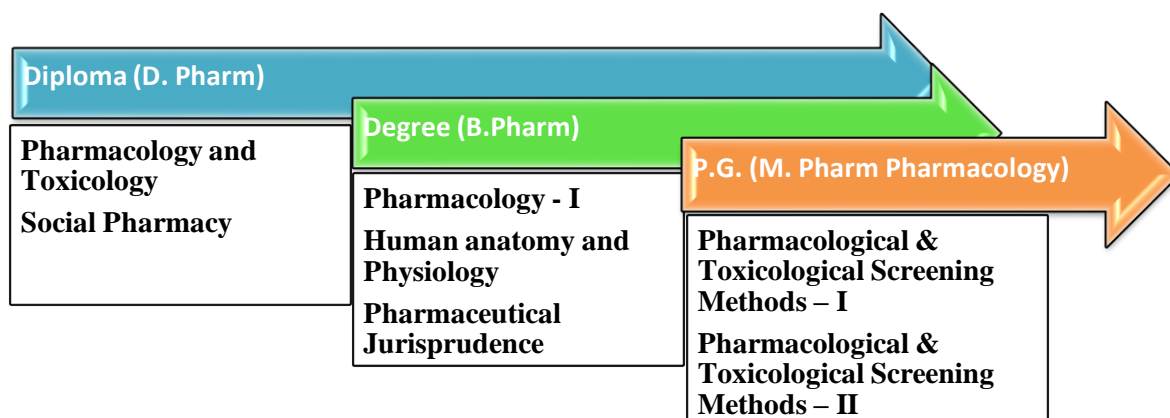 Diploma (D. Pharm)
Pharmacology and
Toxicology
Social Pharmacy
Degree (B.Pharm)
Pharmacology - I
Human anatomy and
Physiology
Pharmaceutical
Jurisprudence
P.G. (M. Pharm Pharmacology)
Pharmacological &
Toxicological Screening
Methods – I
Pharmacological &
Toxicological Screening
Methods – II